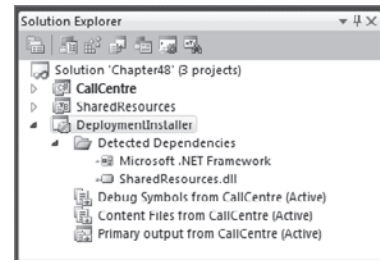 Solution Explorer
Solution 'Chapter48' (3 projects)
CallCentre
SharedResources
DeploymentInstaller
Detected Dependencies
Microsoft .NET Framework
SharedResources.dll
Debug Symbols from CallCentre (Active)
Content Files from CallCentre (Active)
Primary output from CallCentre (Active)